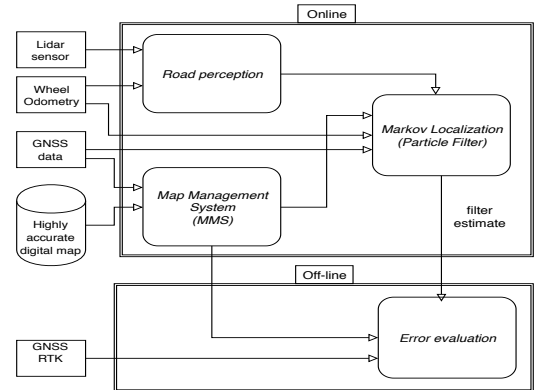 Online
Lidar
sensor
Road perception
Wheel
Odometry
Markov Localization
(Particle Filter)
GNSS
data
Map Management
System
(MMS)
Highly
accurate
digital map
filter
estimate
Off-line
Error evaluation
GNSS
RTK